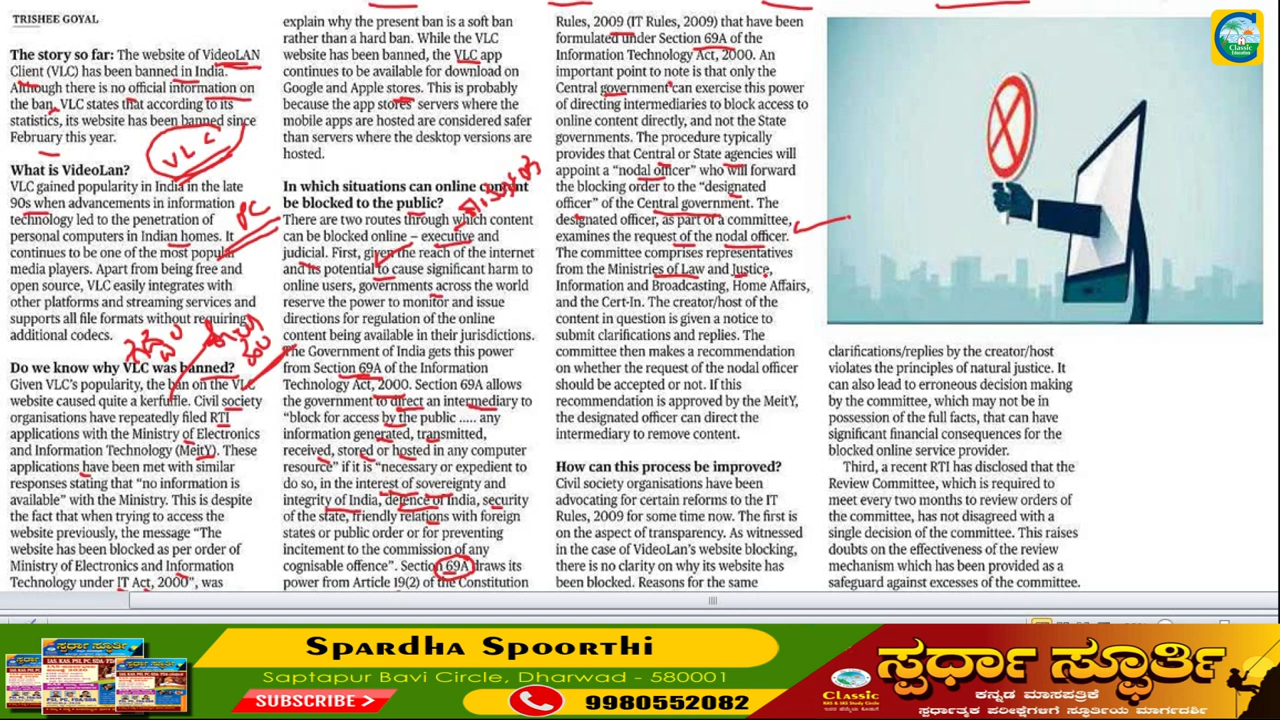 TRISHEE GOYAL
The story so far: The website of VideoLAN
Client (VLC) has been banned in India.
Although there is no official information on
the ban, VLC states that according to its
statistics, its website has been banned since
February this year.
VLC
What is VideoLan?
VLC gained popularity in India in the late
90s when advancements in information
technology led to the penetration of
personal computers in Indian homes. It
continues to be one of the most popular
media players. Apart from being free and
open source, VLC easily integrates with
other platforms and streaming services and
supports all file formats without requiring
additional codecs.
PC
Do we know why VLC was banned?
Given VLC's popularity, the ban on the VLC
website caused quite a kerfuffle. Civil society
organisations have repeatedly filed RTI
applications with the Ministry of Electronics
and Information Technology (MeitY). These
applications have been met with similar
responses stating that “no information is
available” with the Ministry. This is despite
the fact that when trying to access the
website previously, the message “The
website has been blocked as per order of
Ministry of Electronics and Information
Technology under IT Act, 2000”, was
explain why the present ban is a soft ban
rather than a hard ban. While the VLC
website has been banned, the VLC app
continues to be available for download on
Google and Apple stores. This is probably
because the app stores' servers where the
mobile apps are hosted are considered safer
than servers where the desktop versions are
hosted.
In which situations can online content
be blocked to the public?
There are two routes through which content
can be blocked online – executive and
judicial. First, given the reach of the internet
and its potential to cause significant harm to
online users, governments across the world
reserve the power to monitor and issue
directions for regulation of the online
content being available in their jurisdictions.
The Government of India gets this power
from Section 69A of the Information
Technology Act, 2000. Section 69A allows
the government to direct an intermediary to
“block for access by the public ..... any
information generated, transmitted,
received, stored or hosted in any computer
resource” if it is “necessary or expedient to
do so, in the interest of sovereignty and
integrity of India, defence of India, security
of the state, friendly relations with foreign
states or public order or for preventing
incitement to the commission of any
cognisable offence”. Section 69A draws its
power from Article 19(2) of the Constitution
Rules, 2009 (IT Rules, 2009) that have been
formulated under Section 69A of the
Information Technology Act, 2000. An
important point to note is that only the
Central government can exercise this power
of directing intermediaries to block access to
online content directly, and not the State
governments. The procedure typically
provides that Central or State agencies will
appoint a “nodal officer” who will forward
the blocking order to the “designated
officer” of the Central government. The
designated officer, as part of a committee,
examines the request of the nodal officer.
The committee comprises representatives
from the Ministries of Law and Justice,
Information and Broadcasting, Home Affairs,
and the Cert-In. The creator/host of the
content in question is given a notice to
submit clarifications and replies. The
committee then makes a recommendation
on whether the request of the nodal officer
should be accepted or not. If this
recommendation is approved by the MeitY,
the designated officer can direct the
intermediary to remove content.
How can this process be improved?
Civil society organisations have been
advocating for certain reforms to the IT
Rules, 2009 for some time now. The first is
on the aspect of transparency. As witnessed
in the case of VideoLan's website blocking,
there is no clarity on why its website has
been blocked. Reasons for the same
clarifications/replies by the creator/host
violates the principles of natural justice. It
can also lead to erroneous decision making
by the committee, which may not be in
possession of the full facts, that can have
significant financial consequences for the
blocked online service provider.
Third, a recent RTI has disclosed that the
Review Committee, which is required to
meet every two months to review orders of
the committee, has not disagreed with a
single decision of the committee. This raises
doubts on the effectiveness of the review
mechanism which has been provided as a
safeguard against excesses of the committee.
Classic
Education
Spardha Spoorthi
Saptapur Bavi Circle, Dharwad - 580001
SUBSCRIBE
9980552082
ಸ್ಪರ್ಧಾ ಸ್ಫೂರ್ತಿ
ಕನ್ನಡ ಮಾಸಪತ್ರಿಕೆ
ಸ್ಪರ್ಧಾತ್ಮಕ ಪರೀಕ್ಷೆಗಳಿಗೆ ಸ್ಫೂರ್ತಿಯ ಮಾರ್ಗದರ್ಶಿ
Classic
KAS & IAS Study Circle